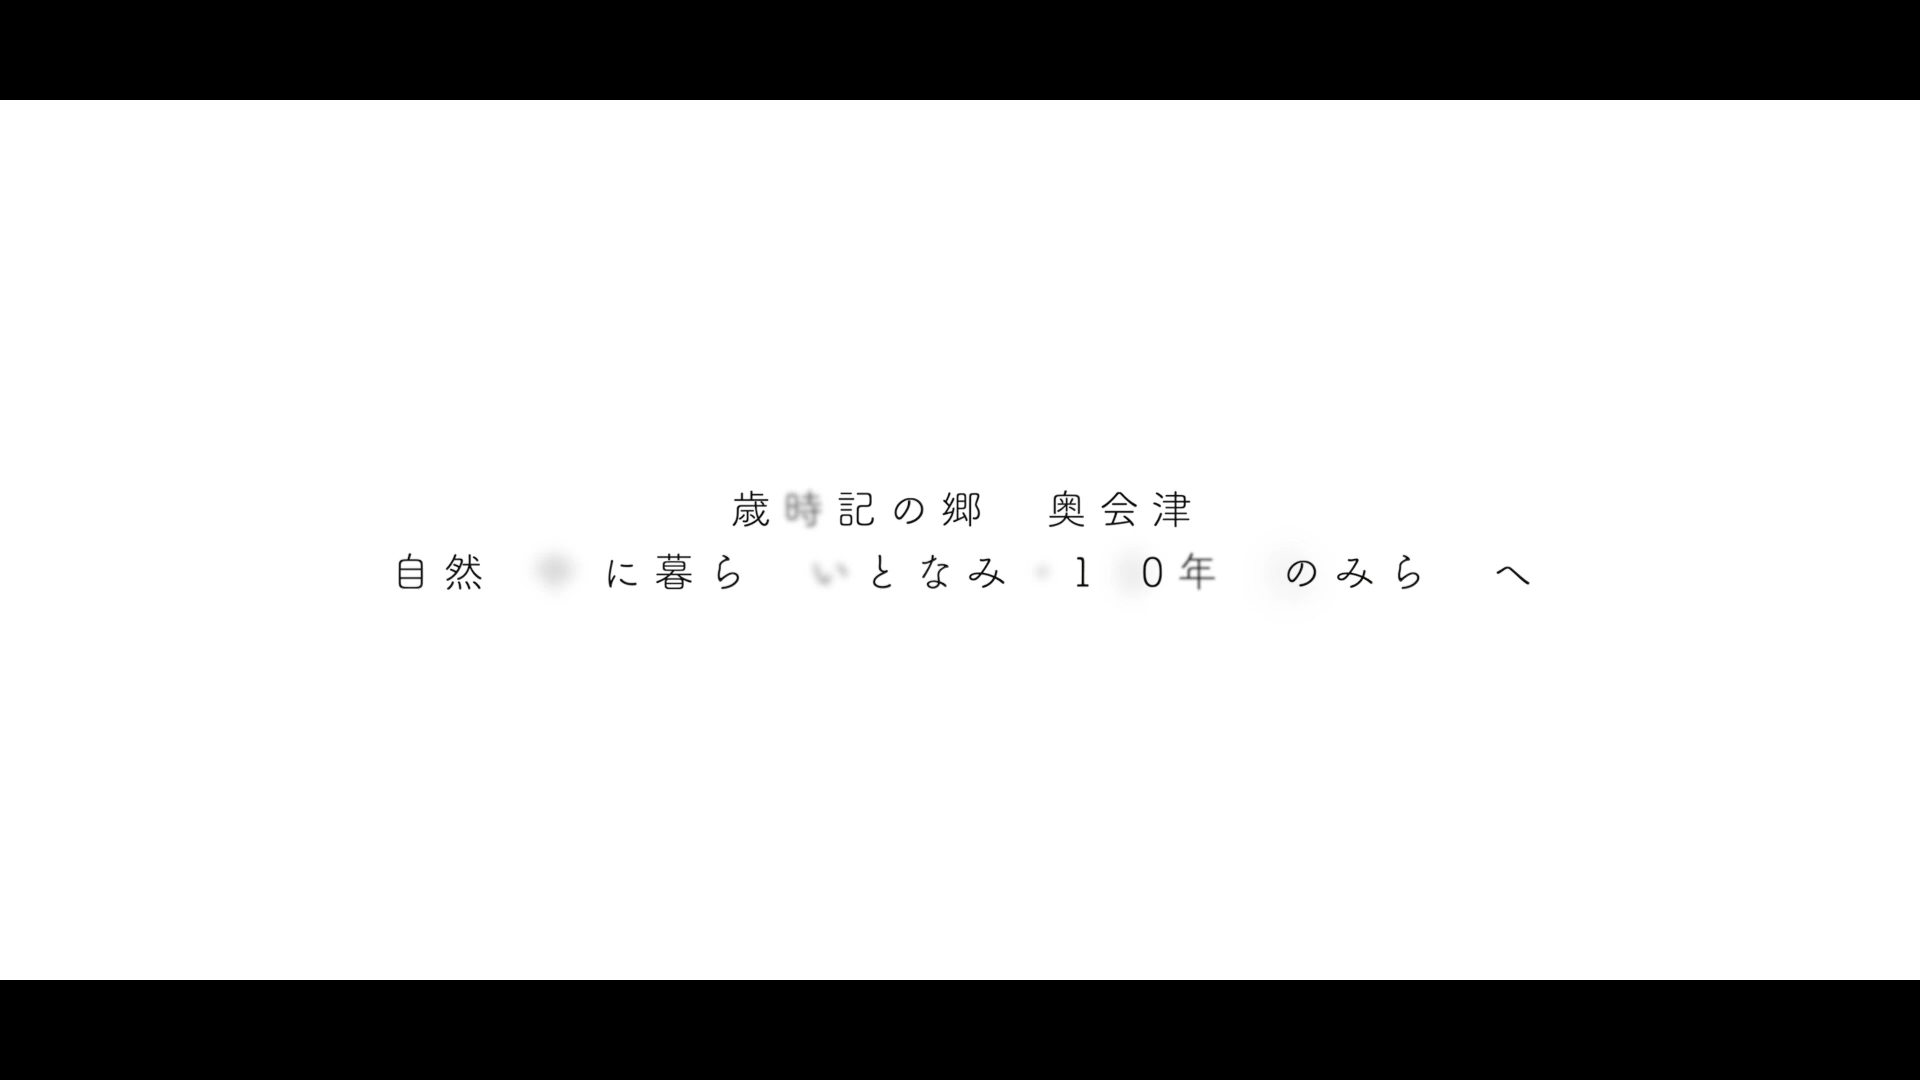 歳時記の郷　奥会津
自然　に暮ら　いとなみ・1 0年　のみら　へ